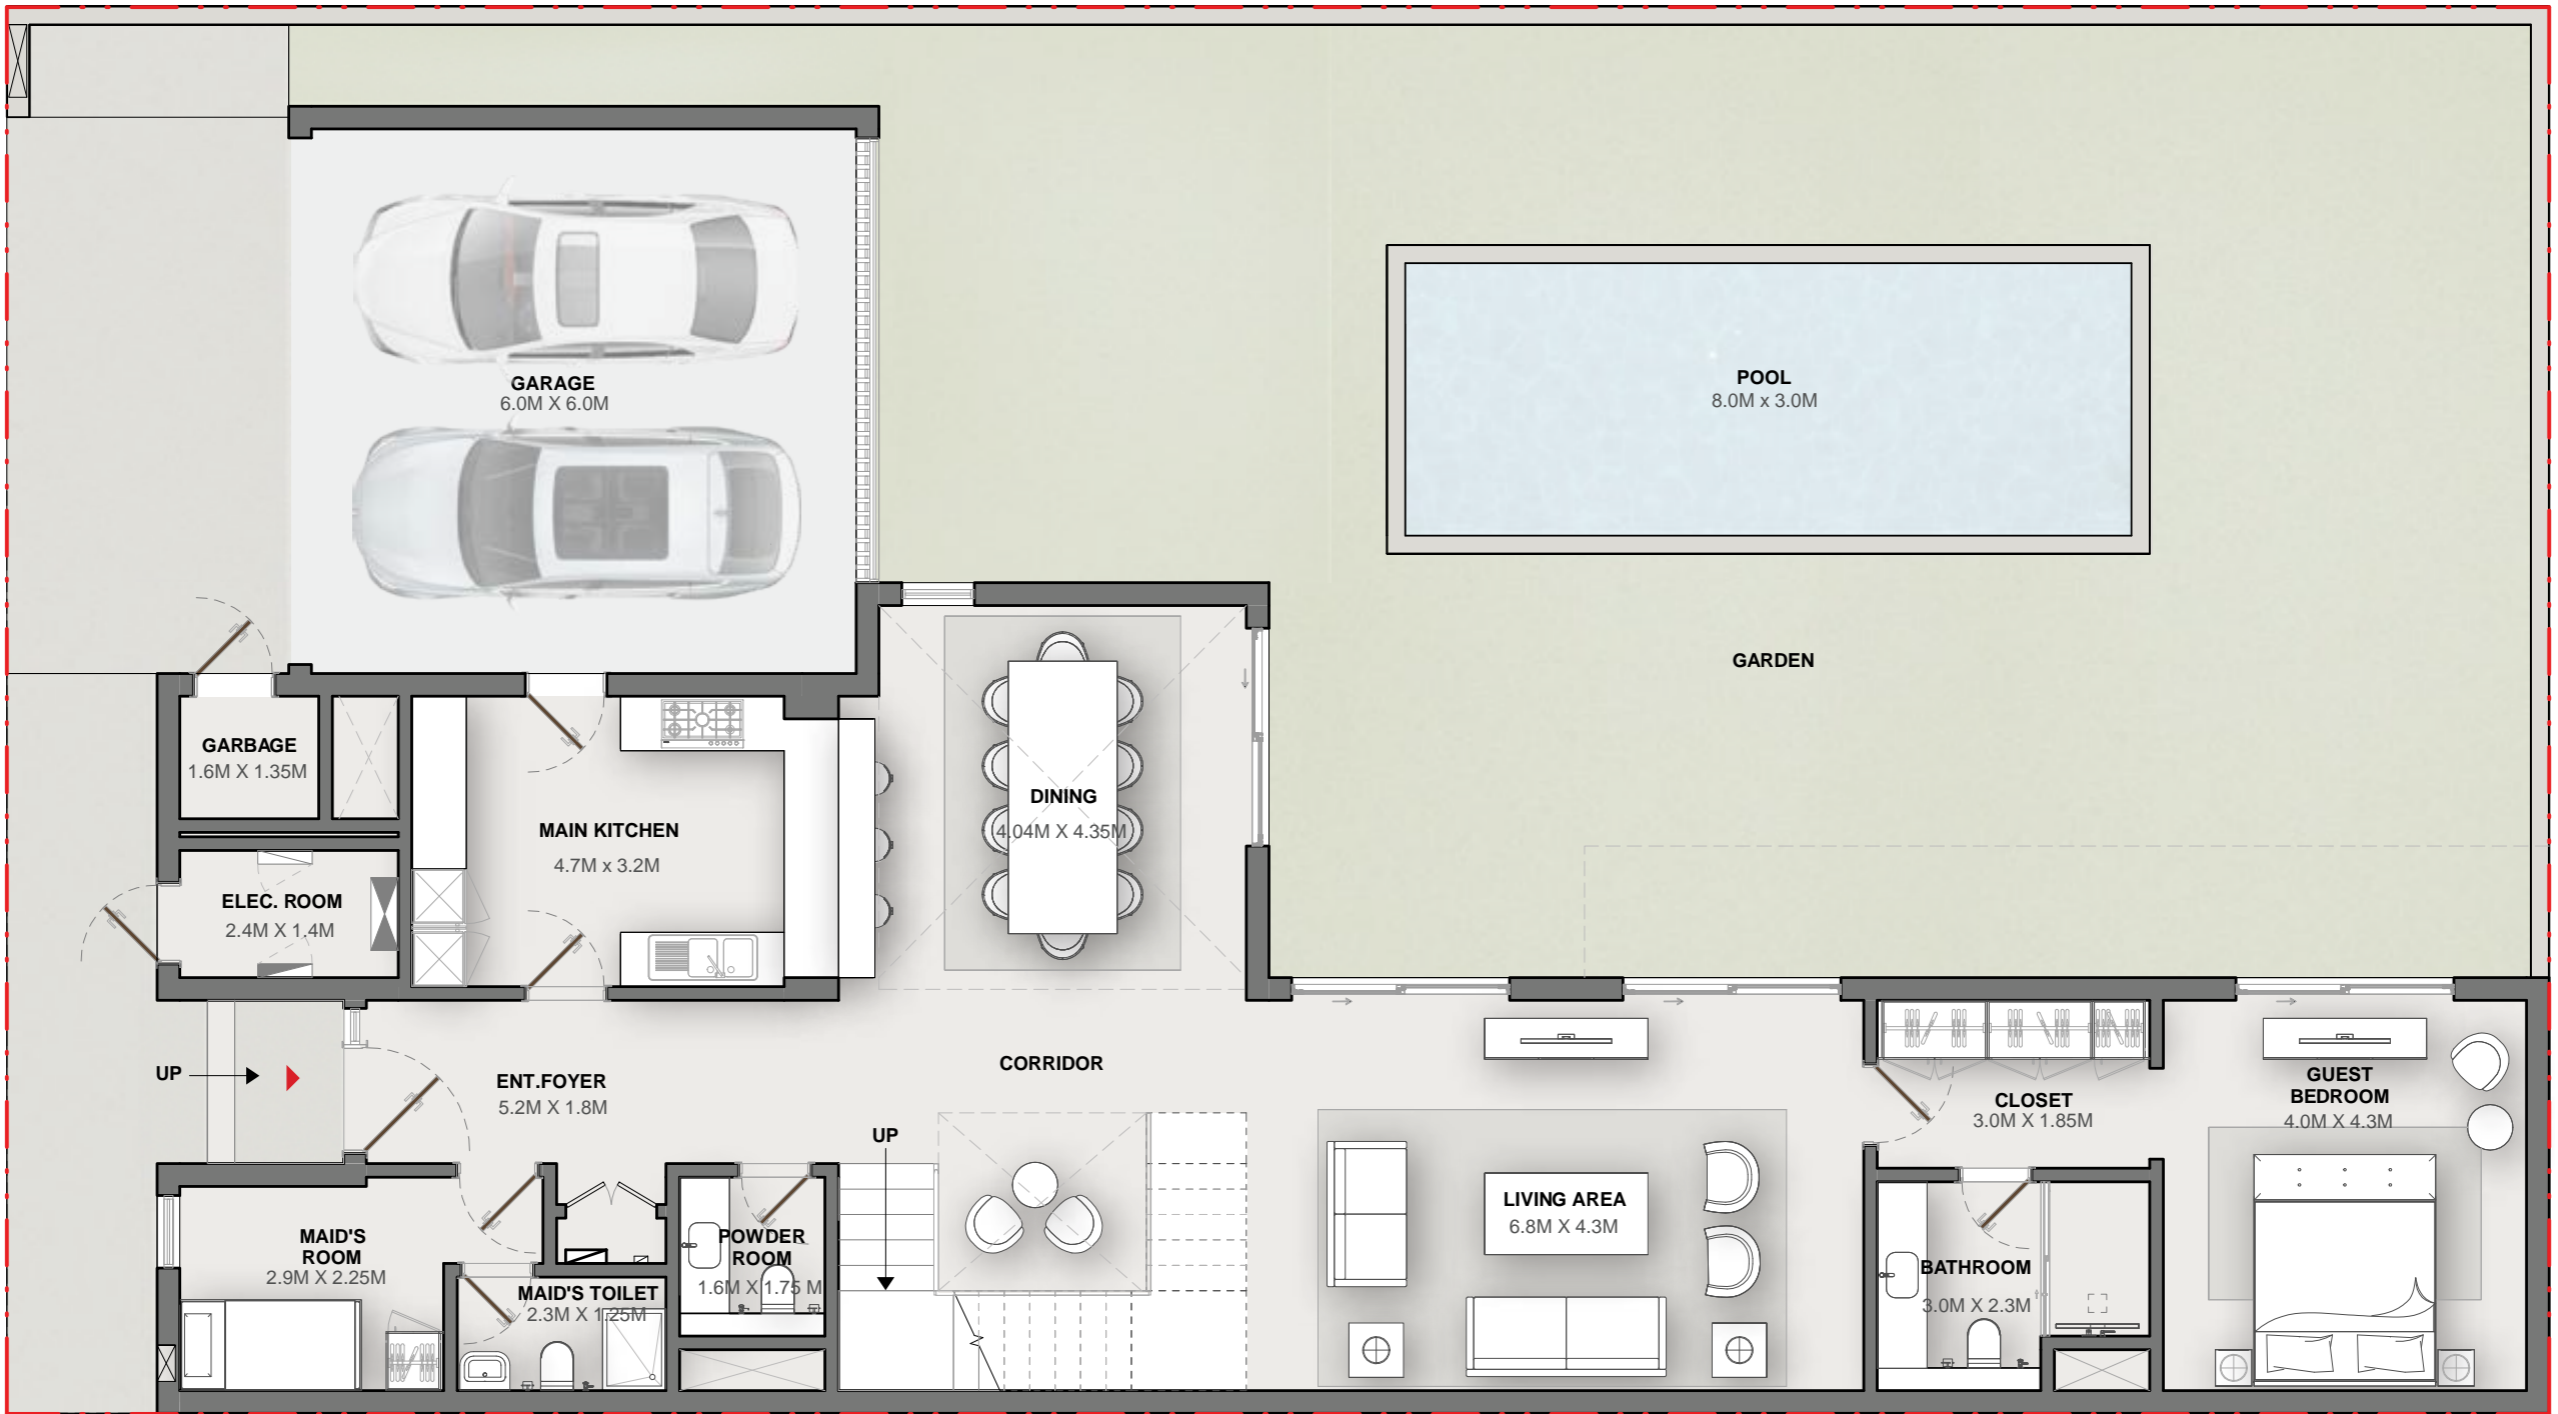 GARAGE
6.0M X 6.0M
POOL
8.0M x 3.0M
GARDEN
GARBAGE
1.6M X 1.35M
MAIN KITCHEN
4.7M x 3.2M
DINING
4.04M X 4.35M
ELEC. ROOM
2.4M X 1.4M
UP
ENT.FOYER
5.2M X 1.8M
CORRIDOR
UP
CLOSET
3.0M X 1.85M
GUEST
BEDROOM
4.0M X 4.3M
LIVING AREA
6.8M X 4.3M
MAID'S
ROOM
2.9M X 2.25M
MAID'S TOILET
2.3M X 1.25M
POWDER
ROOM
1.6M X 1.75 M
BATHROOM
3.0M X 2.3M